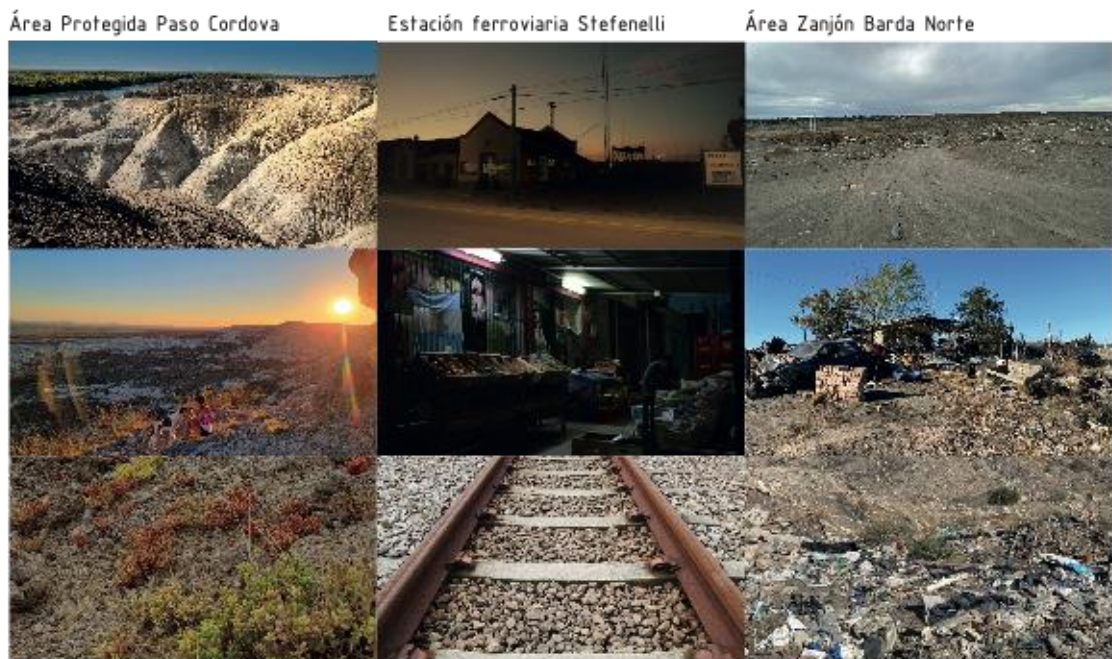 Área Protegida Paso Cordova
Estación ferroviaria Stefenelli
Área Zanjón Barda Norte